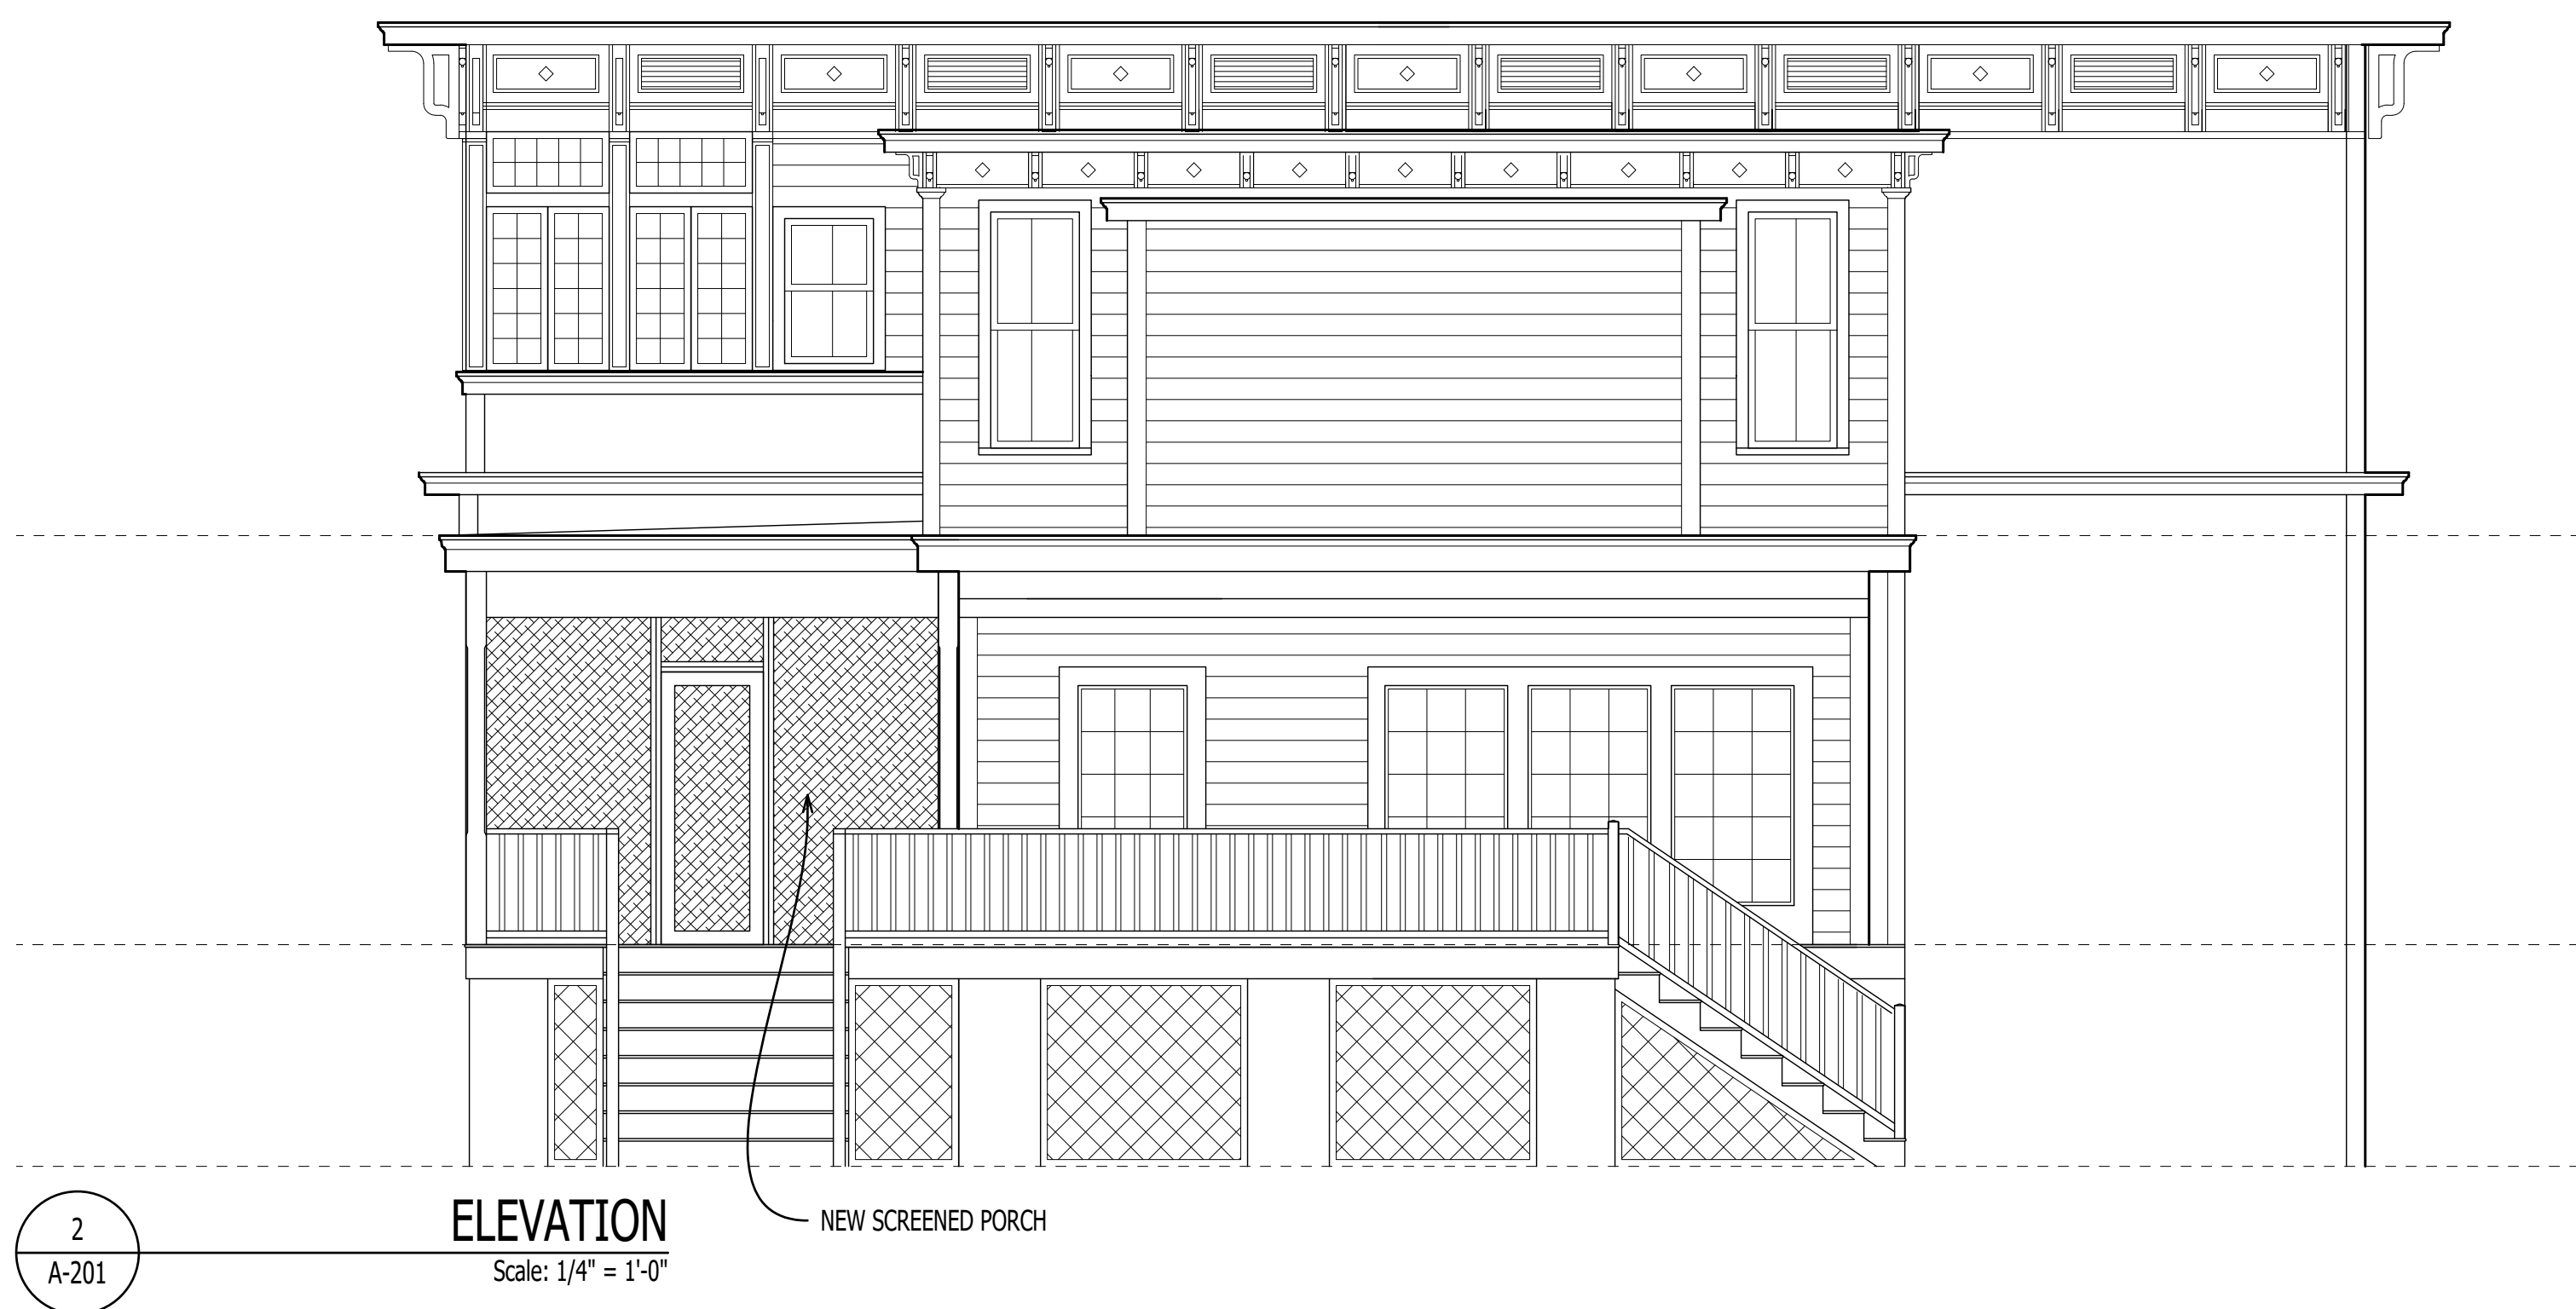 NEW SCREENED PORCH
2
A-201
ELEVATION
Scale: 1/4" = 1'-0"